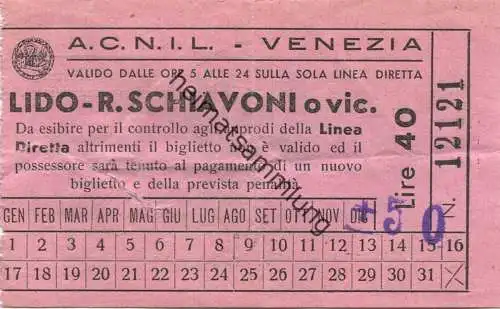 A.C.N.I.L. - VENEZIA
VALIDO DALLE ORE 5 ALLE 24 SULLA SOLA LINEA DIRETTA
LIDO - R. SCHIAVONI o vic.
Da esibire per il controllo agli approdi della Linea
Diretta altrimenti il biglietto non è valido ed il
possessore sarà tenuto al pagamento di un nuovo
biglietto e della prevista penalità
GEN FEB MAR APR MAG GIU LUG AGO SET OTT NOV DIC
1 2 3 4 5 6 7 8 9 10 11 12 13 14 15 16
17 18 19 20 21 22 23 24 25 26 27 28 29 30 31
Lire 40
50
N. 12121
heimatsammlung